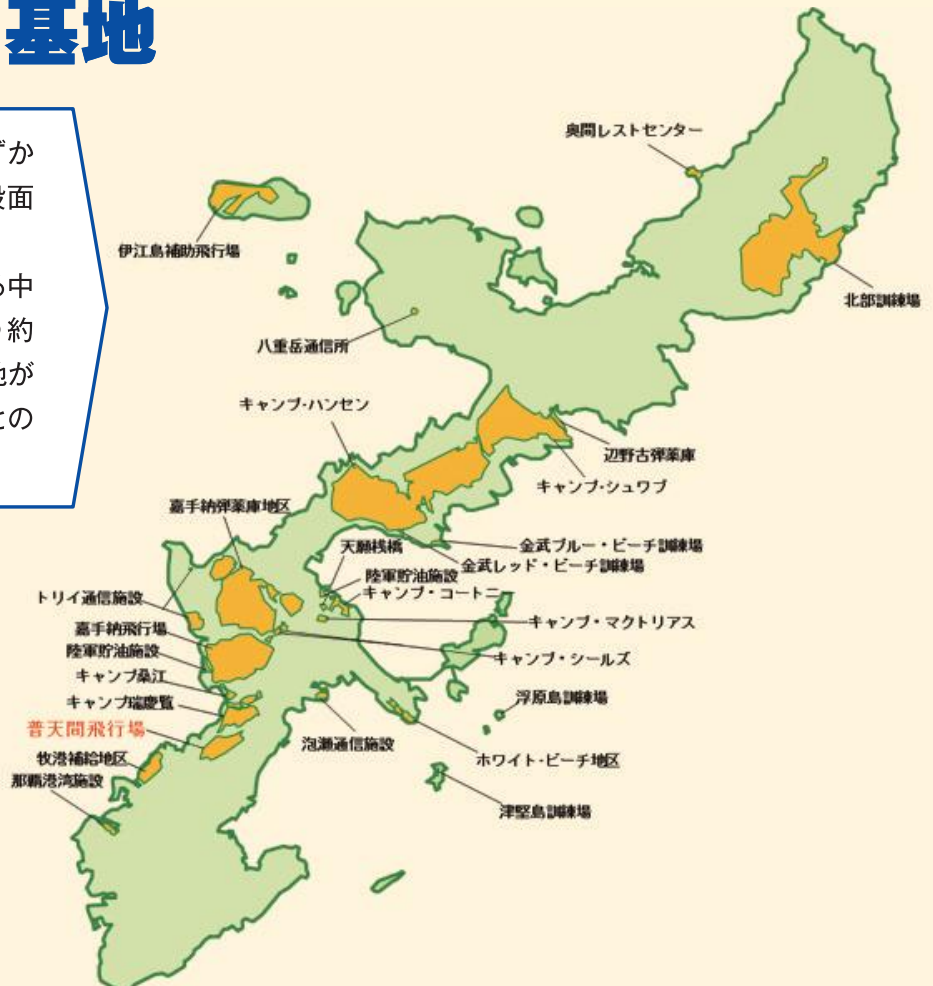 基地
ずか
設面
中
約
地が
との
奥間レストセンター
伊江島補助飛行場
北部訓練場
八重岳通信所
キャンプ・ハンセン
辺野古弾薬庫
キャンプ・シュワブ
嘉手納弾薬庫地区
天願桟橋
金武ブルー・ビーチ訓練場
金武レッド・ビーチ訓練場
陸軍貯油施設
キャンプ・コートニー
トリイ通信施設
キャンプ・マクトリアス
嘉手納飛行場
陸軍貯油施設
キャンプ・シールズ
キャンプ桑江
キャンプ瑞慶覧
浮原島訓練場
普天間飛行場
泡瀬通信施設
牧港補給地区
ホワイト・ビーチ地区
那覇港湾施設
津堅島訓練場